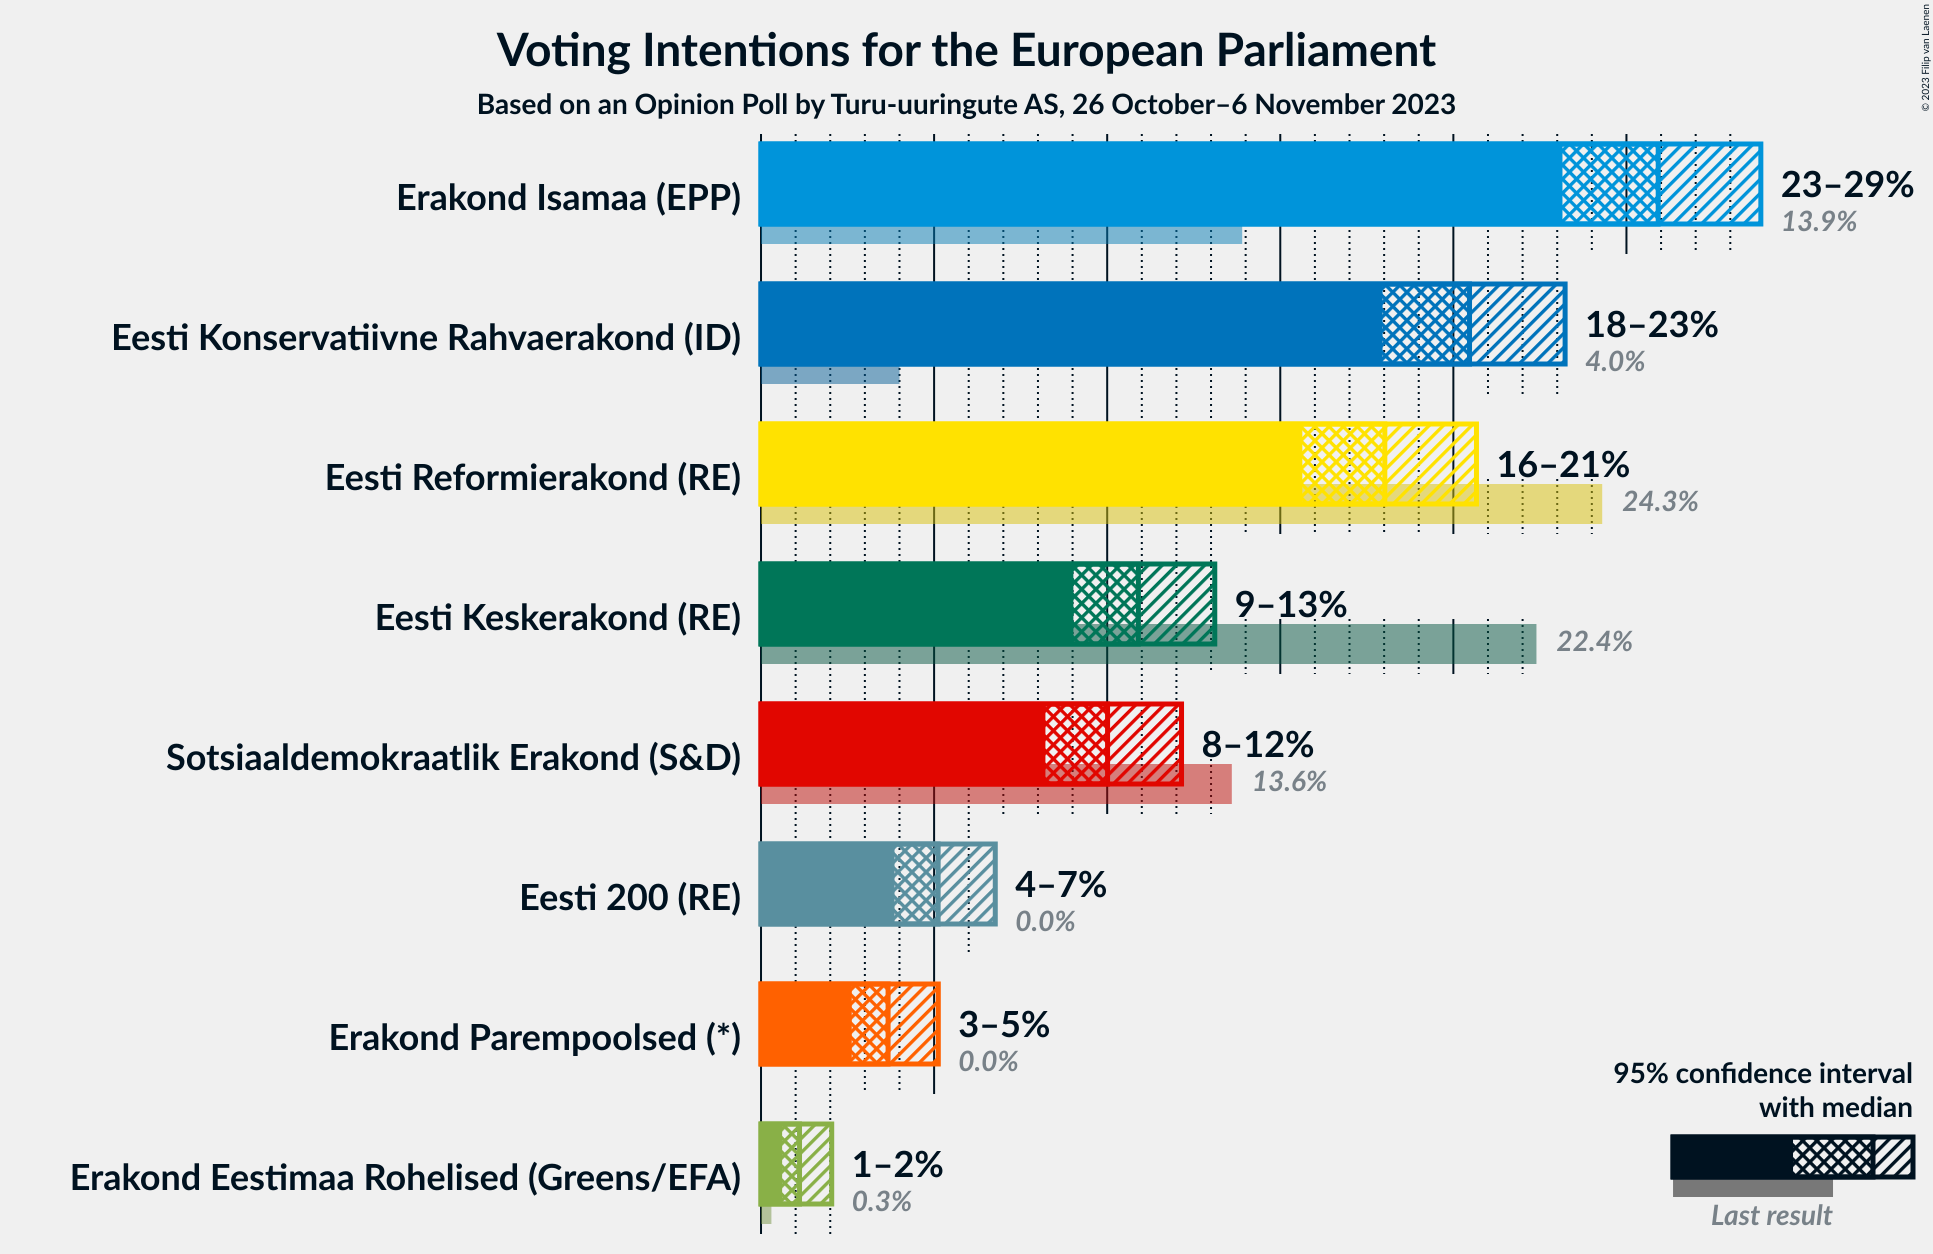 Voting Intentions for the European Parliament
Based on an Opinion Poll by Turu-uuringute AS, 26 October–6 November 2023
© 2023 Filip van Laenen
Erakond Isamaa (EPP)
23–29%
13.9%
Eesti Konservatiivne Rahvaerakond (ID)
18–23%
4.0%
Eesti Reformierakond (RE)
16–21%
24.3%
Eesti Keskerakond (RE)
9–13%
22.4%
Sotsiaaldemokraatlik Erakond (S&D)
8–12%
13.6%
Eesti 200 (RE)
4–7%
0.0%
Erakond Parempoolsed (*)
3–5%
0.0%
Erakond Eestimaa Rohelised (Greens/EFA)
1–2%
0.3%
95% confidence interval
with median
Last result